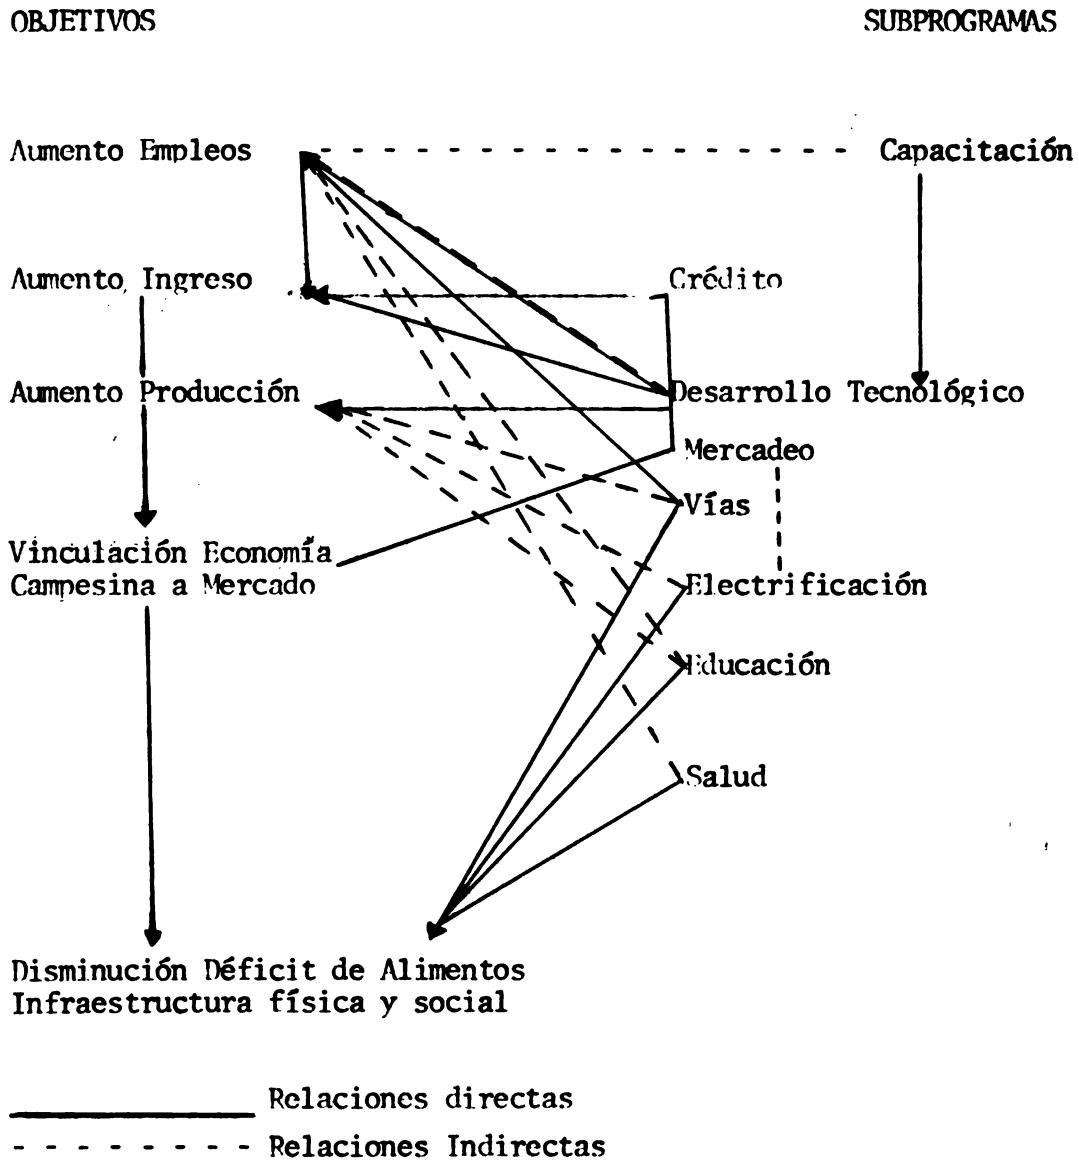 OBJETIVOS
SUBPROGRAMAS
Aumento Empleos
Capacitación
Aumento Ingreso
Crédito
Aumento Producción
Desarrollo Tecnológico
Mercadeo
Vías
Vinculación Economía
Campesina a Mercado
Electrificación
Educación
Salud
Disminución Déficit de Alimentos
Infraestructura física y social
Relaciones directas
Relaciones Indirectas